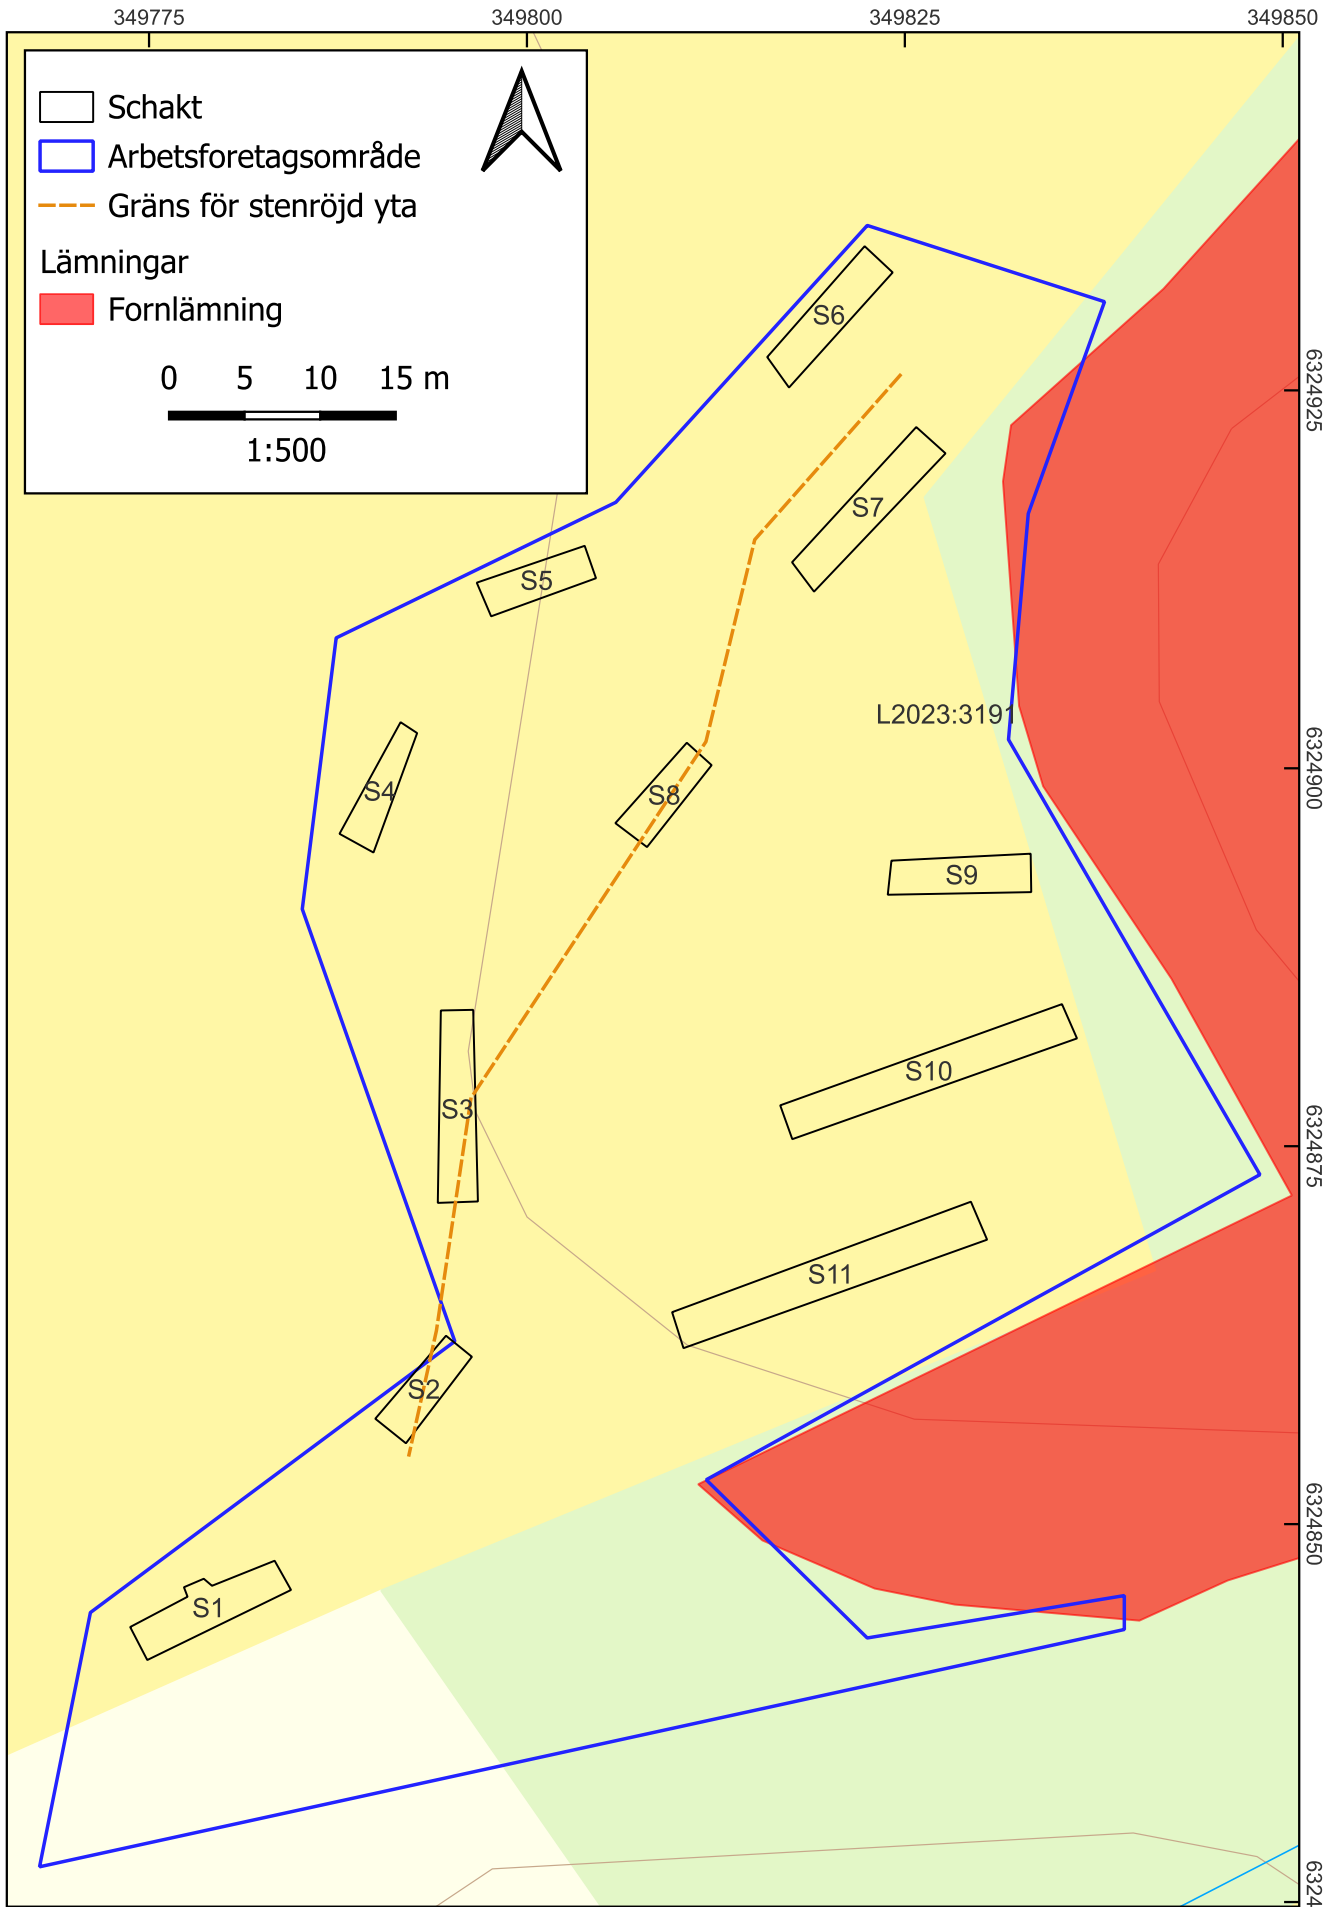 349775 349800 349825 349850
Schakt
Arbetsforetagsområde
Gräns för stenröjd yta
Lämningar
Fornlämning
0 5 10 15 m
1:500
S6
6324925
S7
S5
L2023:3191
6324900
S4
S8
S9
S10
S3
6324875
S11
S2
6324850
S1
6324